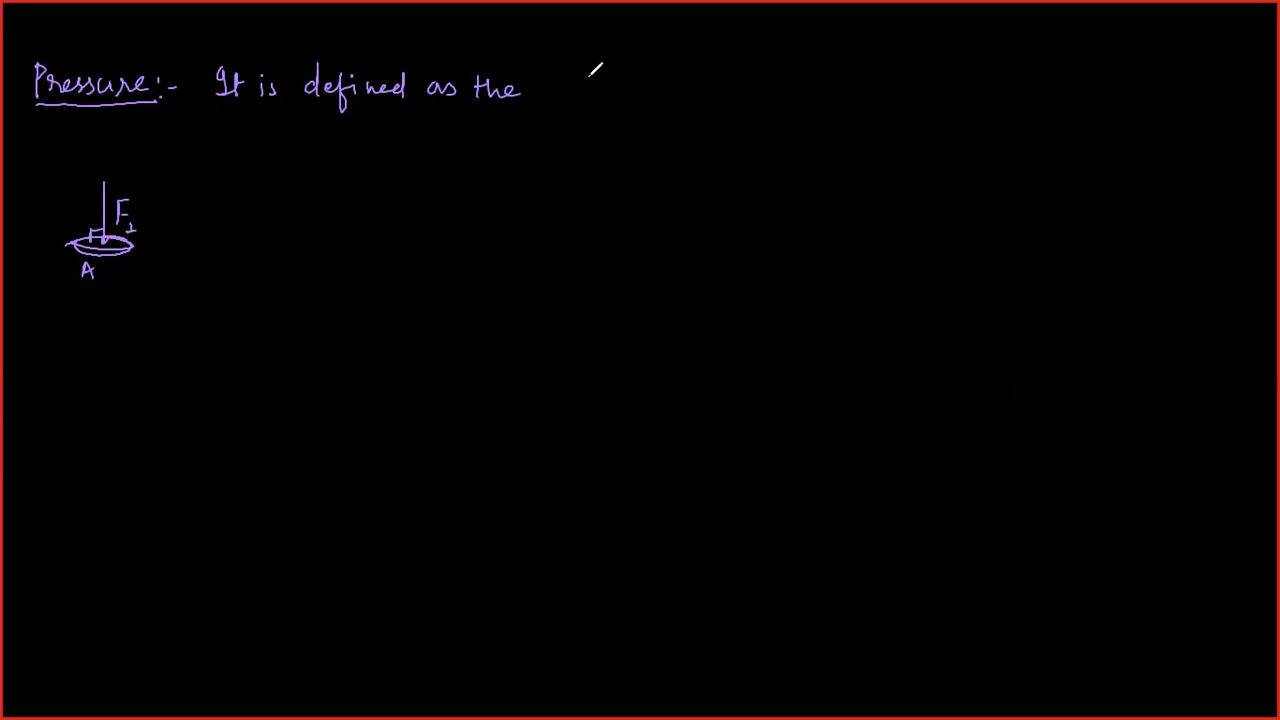 Pressure:- It is defined as the
F⊥
A